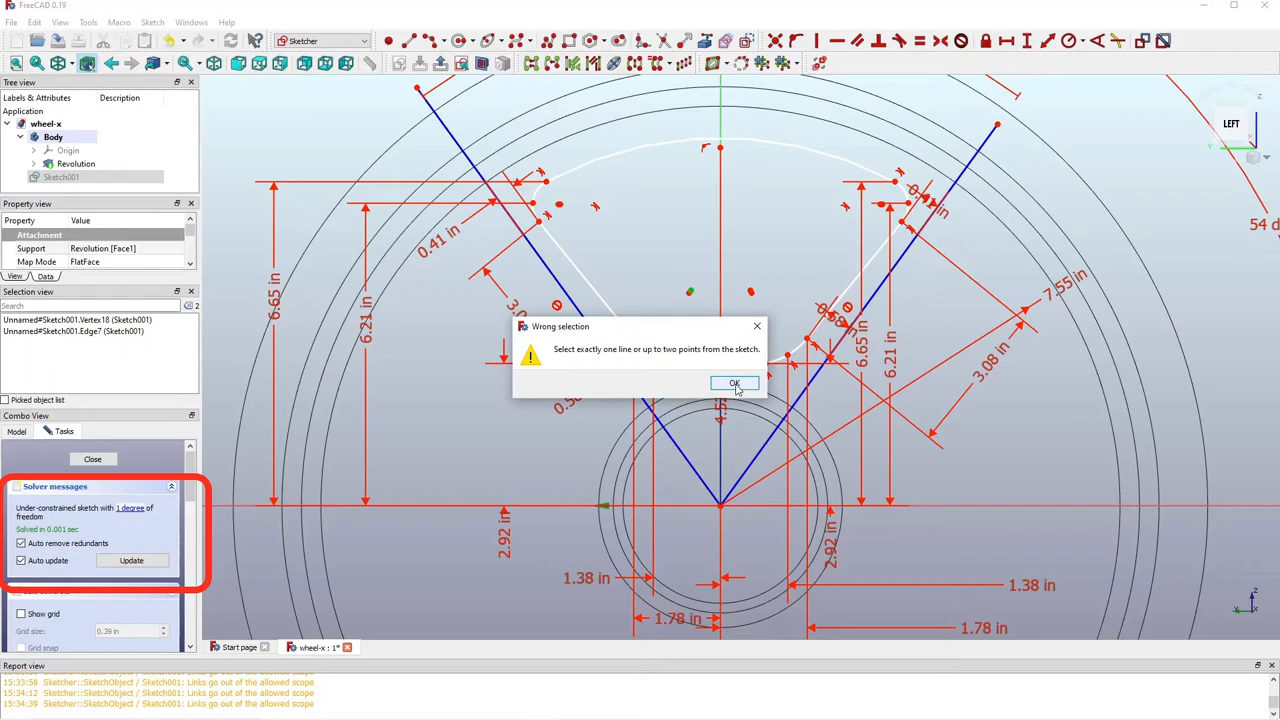 FreeCAD 0.19
File Edit View Tools Macro Sketch Windows Help
Sketcher
Tree view
Labels & Attributes Description
Application
wheel-x
Body
Origin
Revolution
Sketch001
Property view
Property Value
Attachment
Support Revolution [Face1]
Map Mode FlatFace
View Data
Selection view
Search 2
Unnamed#Sketch001.Vertex18 (Sketch001)
Unnamed#Sketch001.Edge7 (Sketch001)
Picked object list
Combo View
Model Tasks
Close
Solver messages
Under-constrained sketch with 1 degree of
freedom
Solved in 0.001 sec
Auto remove redundants
Auto update Update
Show grid
Grid size: 0.39 in
Grid snap
LEFT
z
y
54 d
6.65 in
6.21 in
0.41 in
7.55 in
6.65 in
6.21 in
3.08 in
Wrong selection
Select exactly one line or up to two points from the sketch.
OK
2.92 in
2.92 in
1.38 in
1.38 in
1.78 in
1.78 in
Start page wheel-x : 1*
Report view
15:33:58 Sketcher::SketchObject / Sketch001: Links go out of the allowed scope
15:34:12 Sketcher::SketchObject / Sketch001: Links go out of the allowed scope
15:34:39 Sketcher::SketchObject / Sketch001: Links go out of the allowed scope